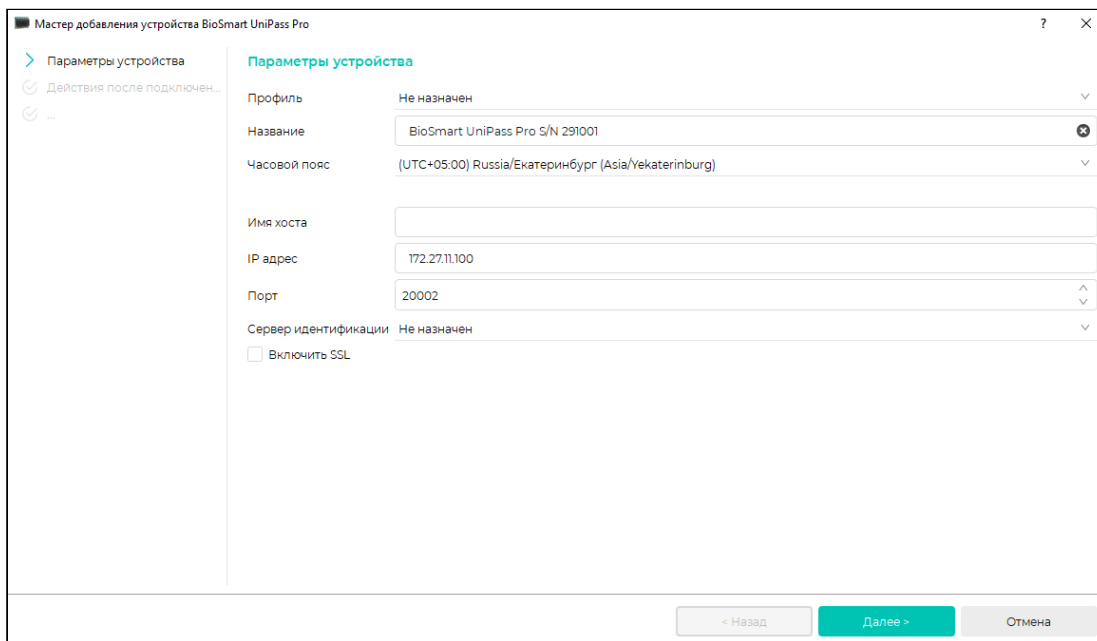 Мастер добавления устройства BioSmart UniPass Pro
?
Параметры устройства
Действия после подключен...
...
Параметры устройства
Профиль Не назначен
Название BioSmart UniPass Pro S/N 291001
Часовой пояс (UTC+05:00) Russia/Екатеринбург (Asia/Yekaterinburg)
Имя хоста
IP адрес 172.27.11.100
Порт 20002
Сервер идентификации Не назначен
Включить SSL
< Назад Далее > Отмена